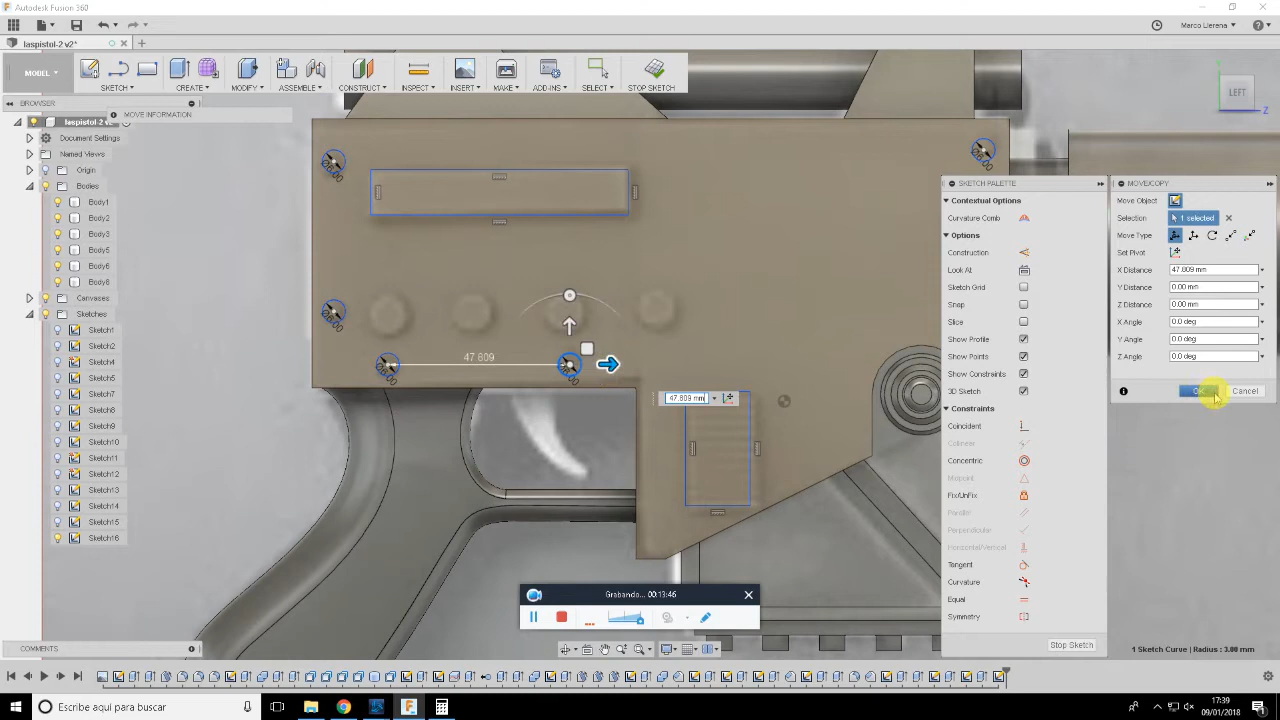 Autodesk Fusion 360
Marco Llerena
laspistol-2 v2*
MODEL
SKETCH
CREATE
MODIFY
ASSEMBLE
CONSTRUCT
INSPECT
INSERT
MAKE
ADD-INS
SELECT
STOP SKETCH
BROWSER
MOVE INFORMATION
laspistol-2 v2
Document Settings
Named Views
Origin
Bodies
Body1
Body2
Body3
Body5
Body6
Body8
Canvases
Sketches
Sketch1
Sketch2
Sketch4
Sketch5
Sketch7
Sketch8
Sketch9
Sketch10
Sketch11
Sketch12
Sketch13
Sketch14
Sketch15
Sketch16
LEFT
Z
47.809
47.809 mm
SKETCH PALETTE
Contextual Options
Curvature Comb
Options
Construction
Look At
Sketch Grid
Snap
Slice
Show Profile
Show Points
Show Constraints
3D Sketch
Constraints
Coincident
Colinear
Concentric
Midpoint
Fix/UnFix
Parallel
Perpendicular
Horizontal/Vertical
Tangent
Curvature
Equal
Symmetry
Stop Sketch
MOVE/COPY
Move Object
Selection
1 selected
Move Type
Set Pivot
X Distance 47.809 mm
Y Distance 0.00 mm
Z Distance 0.00 mm
X Angle 0.0 deg
Y Angle 0.0 deg
Z Angle 0.0 deg
OK
Cancel
Grabando... 00:13:46
COMMENTS
1 Sketch Curve | Radius : 3.00 mm
Escribe aquí para buscar
17:39
09/01/2018